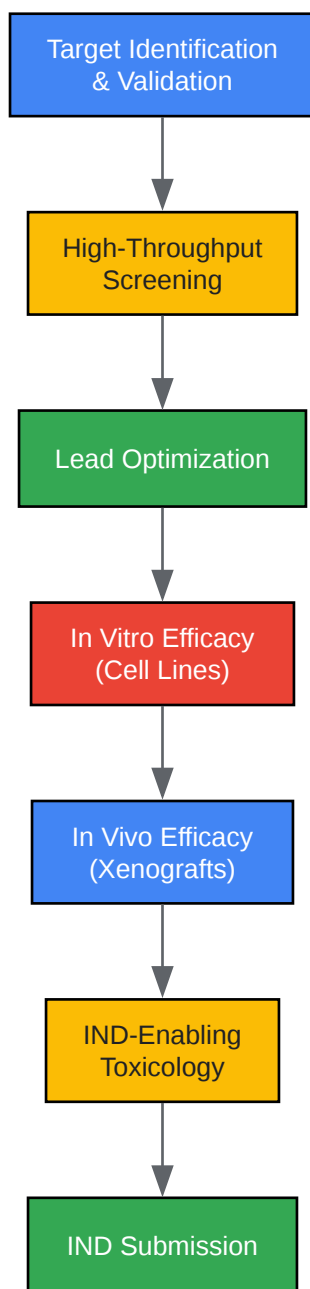 Target Identification
& Validation
High-Throughput
Screening
Lead Optimization
In Vitro Efficacy
(Cell Lines)
In Vivo Efficacy
(Xenografts)
IND-Enabling
Toxicology
IND Submission